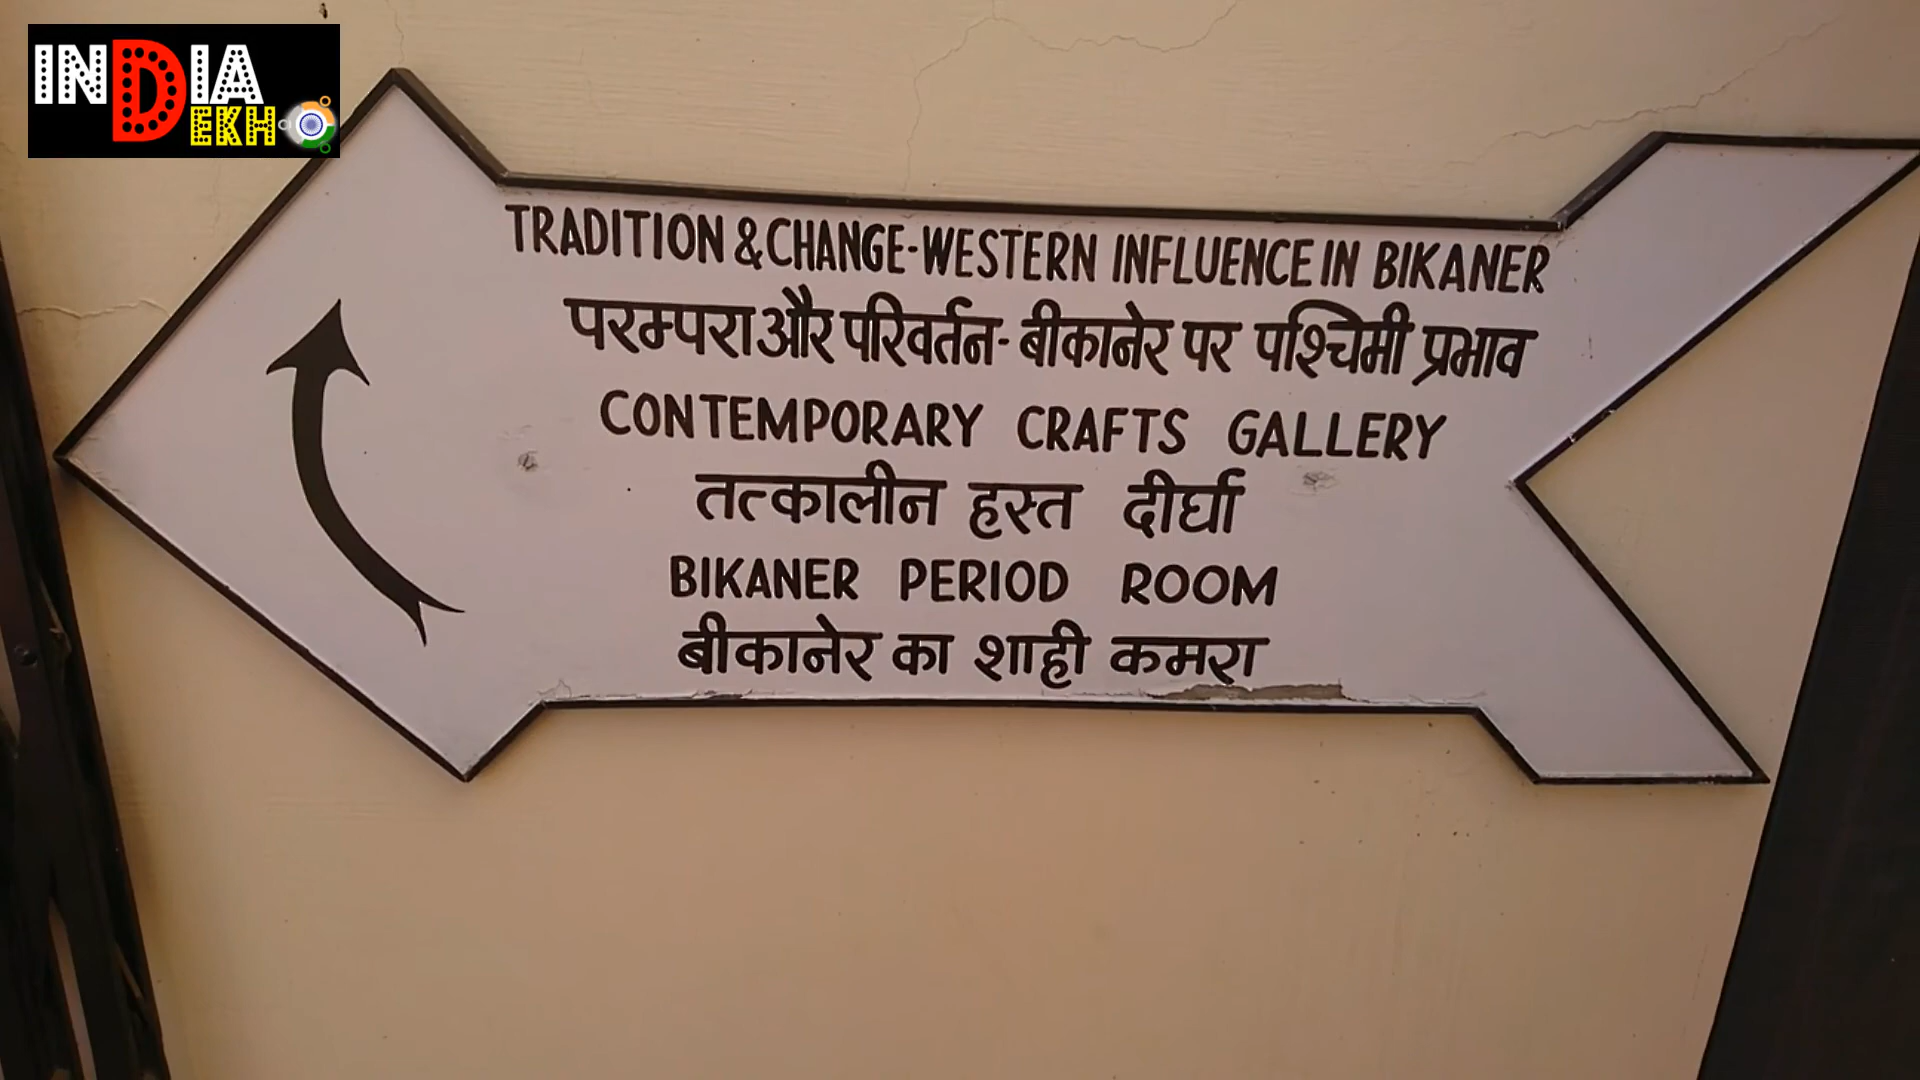 INDIA
DEKHO
TRADITION & CHANGE-WESTERN INFLUENCE IN BIKANER
परम्परा और परिवर्तन- बीकानेर पर पश्चिमी प्रभाव
CONTEMPORARY CRAFTS GALLERY
तत्कालीन हस्त दीर्घा
BIKANER PERIOD ROOM
बीकानेर का शाही कमरा